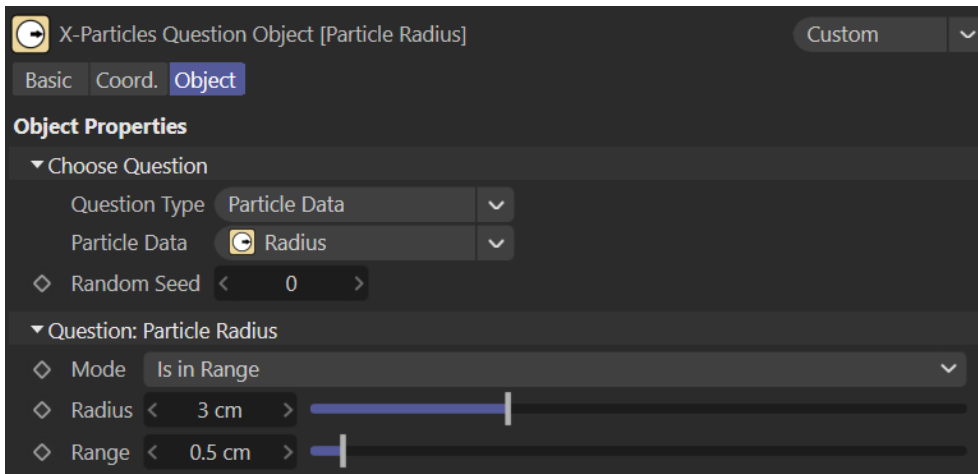 X-Particles Question Object [Particle Radius] Custom
Basic Coord. Object
Object Properties
Choose Question
Question Type Particle Data
Particle Data Radius
Random Seed 0
Question: Particle Radius
Mode Is in Range
Radius 3 cm
Range 0.5 cm